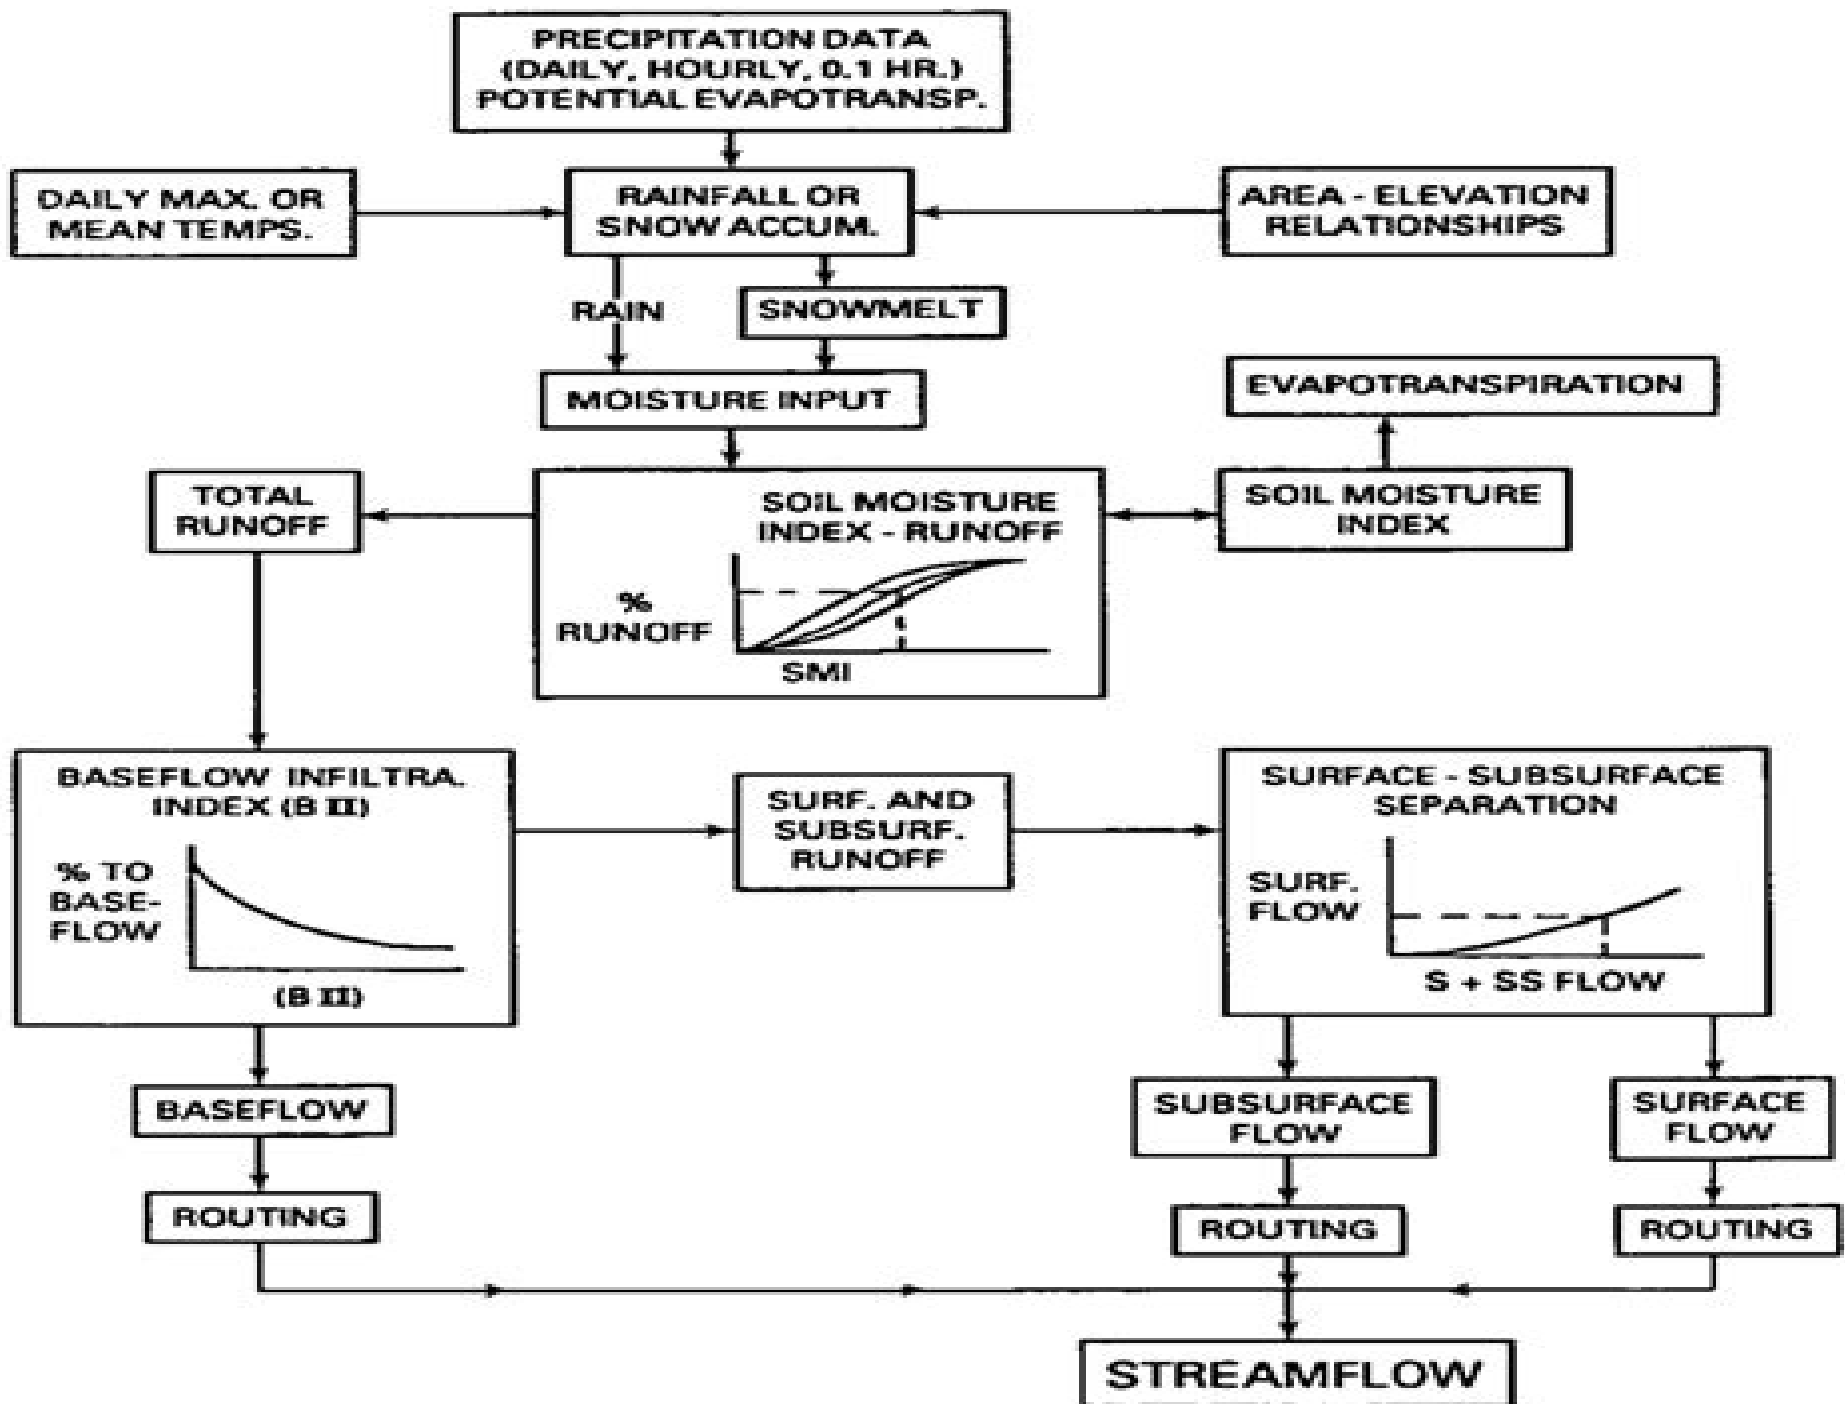 PRECIPITATION DATA
(DAILY, HOURLY, 0.1 HR.)
POTENTIAL EVAPOTRANSP.
DAILY MAX. OR
MEAN TEMPS.
RAINFALL OR
SNOW ACCUM.
AREA - ELEVATION
RELATIONSHIPS
RAIN
SNOWMELT
MOISTURE INPUT
EVAPOTRANSPIRATION
TOTAL
RUNOFF
SOIL MOISTURE
INDEX - RUNOFF
%
RUNOFF
SMI
SOIL MOISTURE
INDEX
BASEFLOW INFILTRA.
INDEX (B II)
% TO
BASE-
FLOW
(B II)
SURF. AND
SUBSURF.
RUNOFF
SURFACE - SUBSURFACE
SEPARATION
SURF.
FLOW
S + SS FLOW
BASEFLOW
SUBSURFACE
FLOW
SURFACE
FLOW
ROUTING
ROUTING
ROUTING
STREAMFLOW